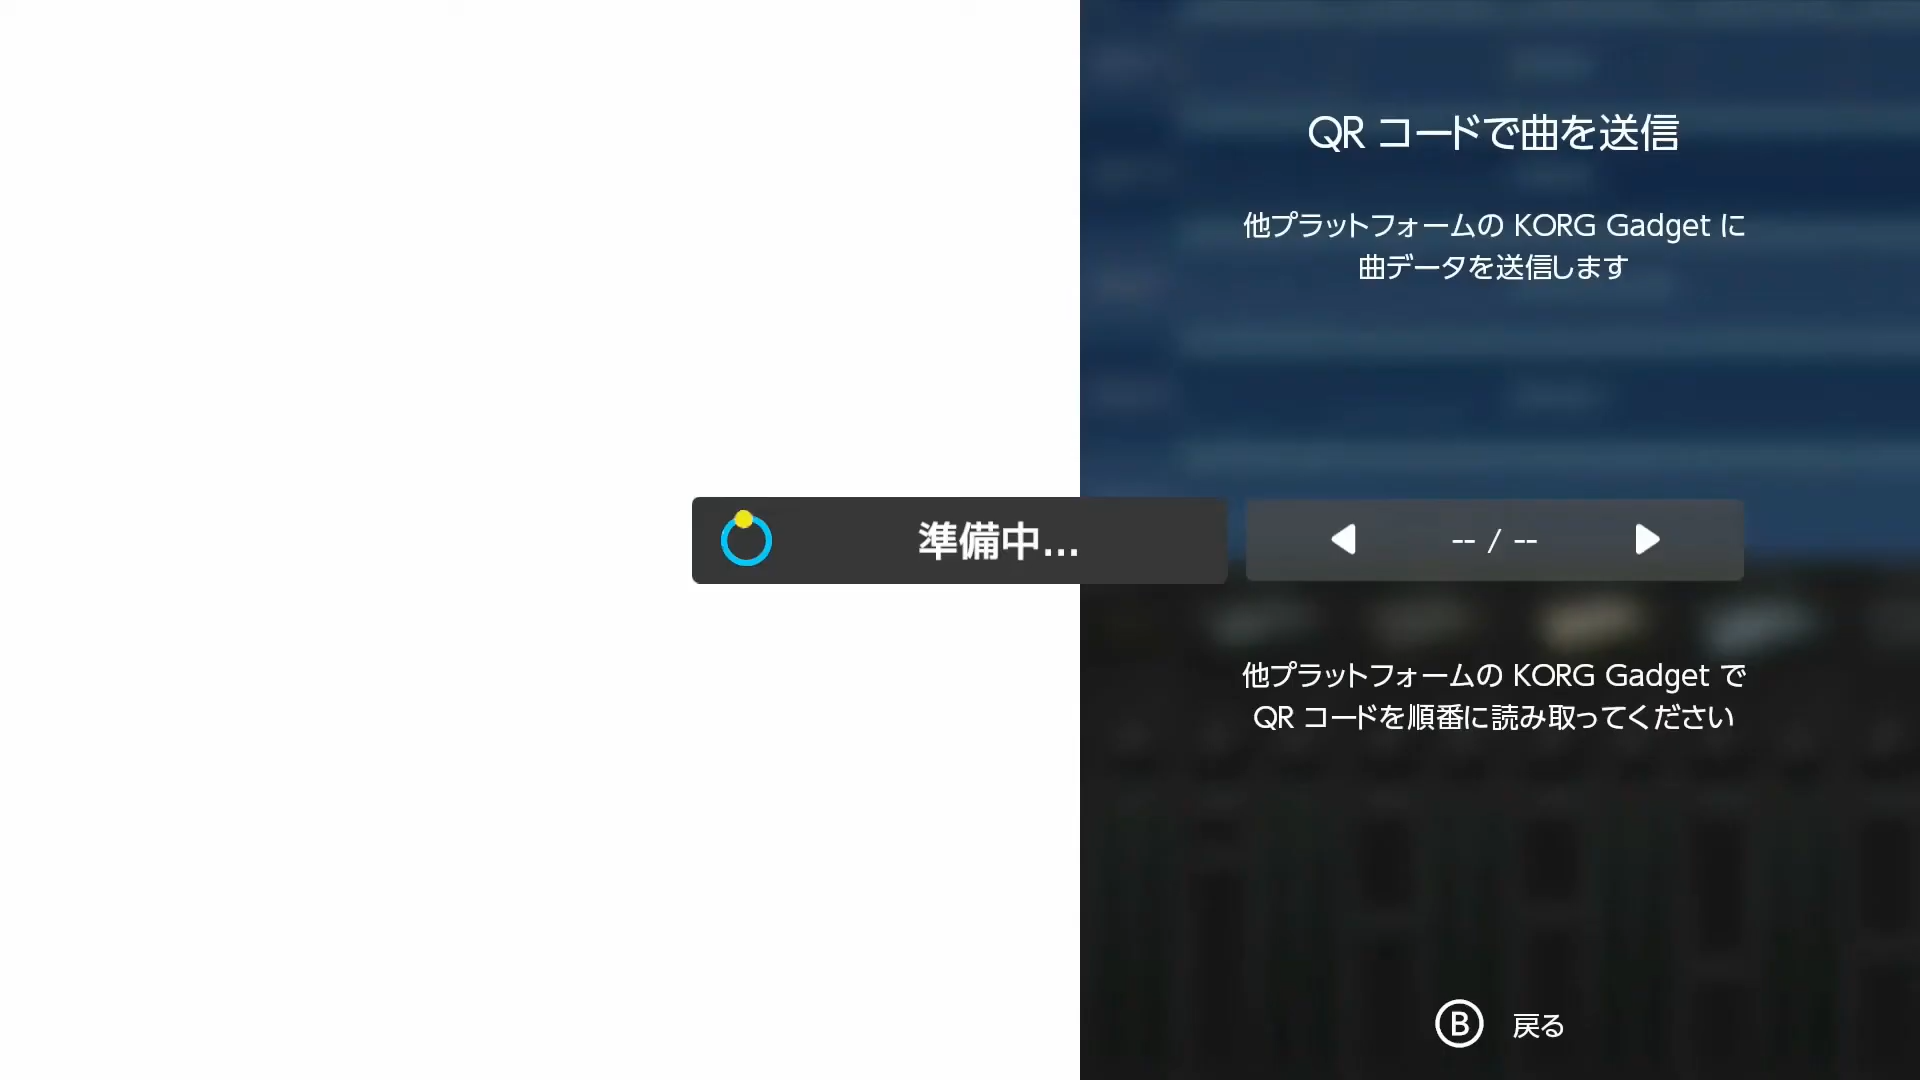 QR コードで曲を送信
他プラットフォームの KORG Gadget に
曲データを送信します
準備中...
-- / --
他プラットフォームの KORG Gadget で
QR コードを順番に読み取ってください
B 戻る